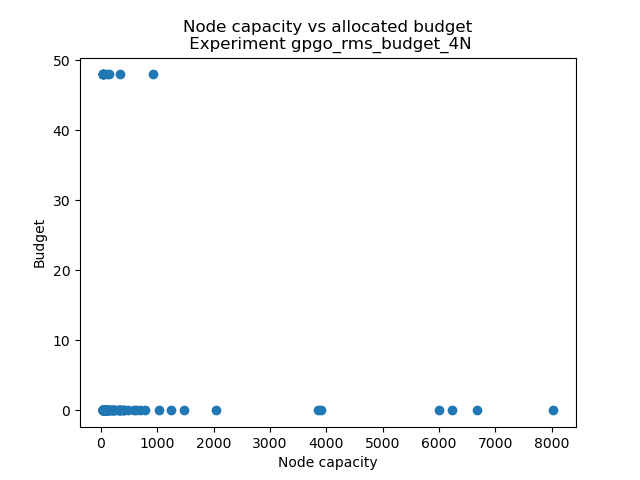 Node capacity vs allocated budget
Experiment gpgo_rms_budget_4N
50
40
30
20
10
0
Budget
0 1000 2000 3000 4000 5000 6000 7000 8000
Node capacity